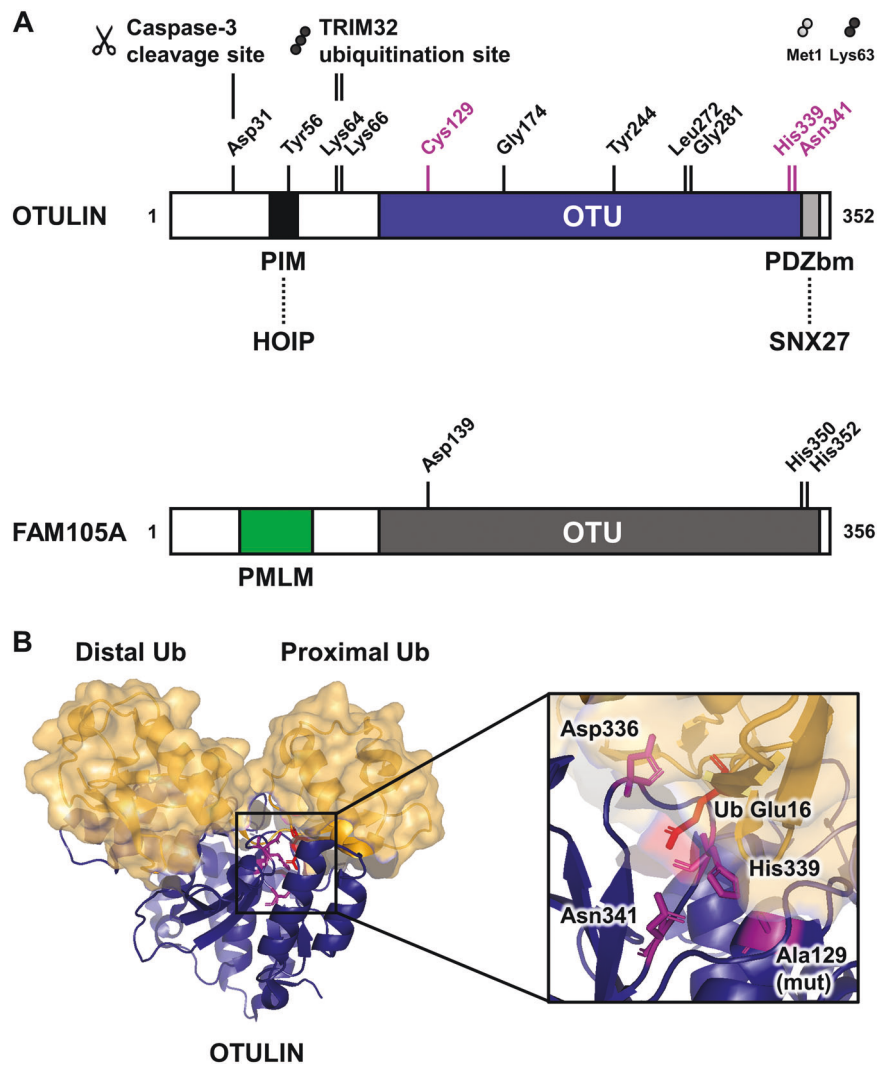 A
Caspase-3
cleavage site
TRIM32
ubiquitination site
Met1 Lys63
Asp31
Tyr56
Lys64
Lys66
Cys129
Gly174
Tyr244
Leu272
Gly281
His339
Asn341
OTULIN 1 OTU 352
PIM PDZbm
HOIP SNX27
Asp139
His350
His352
FAM105A 1 OTU 356
PMLM
B
Distal Ub Proximal Ub
Asp336
Ub Glu16
His339
Asn341
Ala129
(mut)
OTULIN